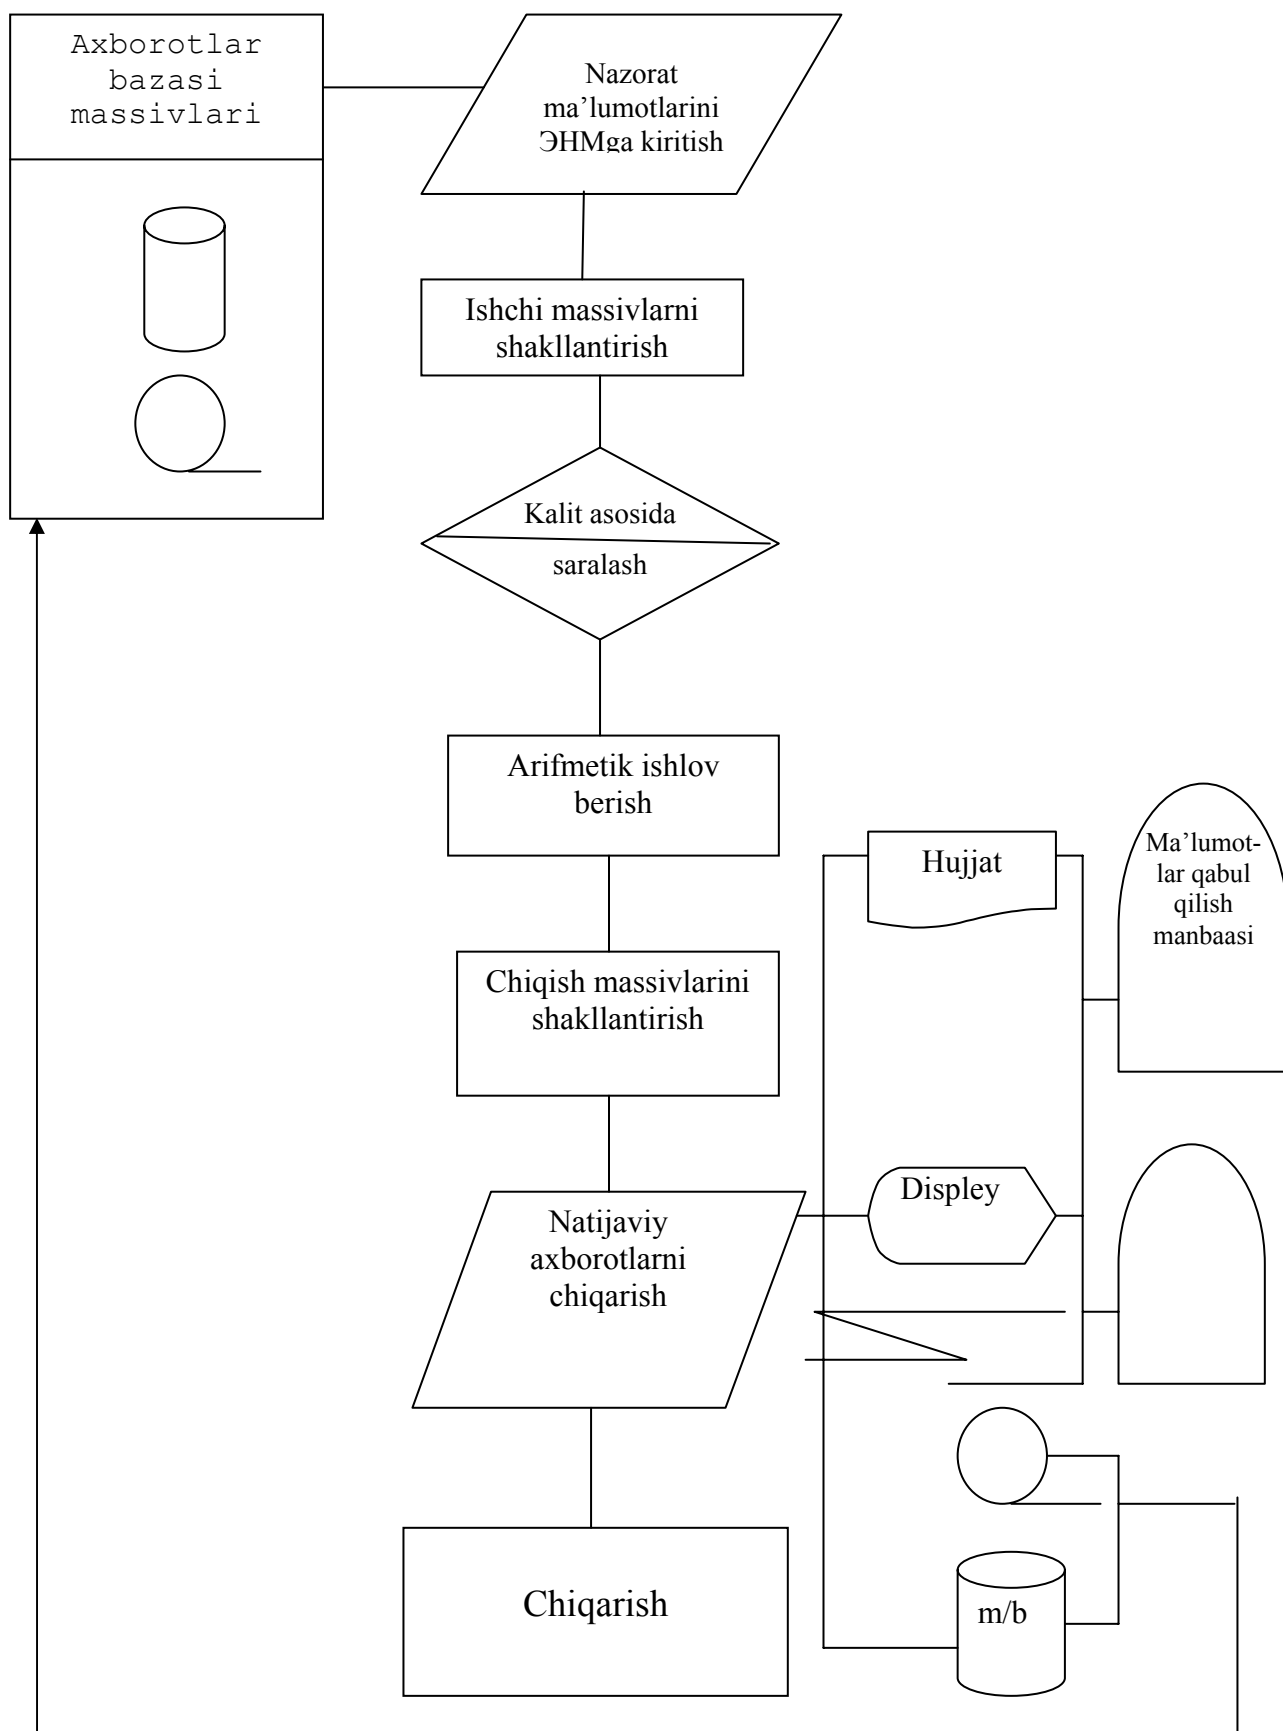 Axborotlar
bazasi
massivlari
Nazorat
ma’lumotlarini
ЭНМga kiritish
Ishchi massivlarni
shakllantirish
Kalit asosida
saralash
Arifmetik ishlov
berish
Hujjat
Ma’lumot-
lar qabul
qilish
manbaasi
Chiqish massivlarini
shakllantirish
Displey
Natijaviy
axborotlarni
chiqarish
Chiqarish
m/b